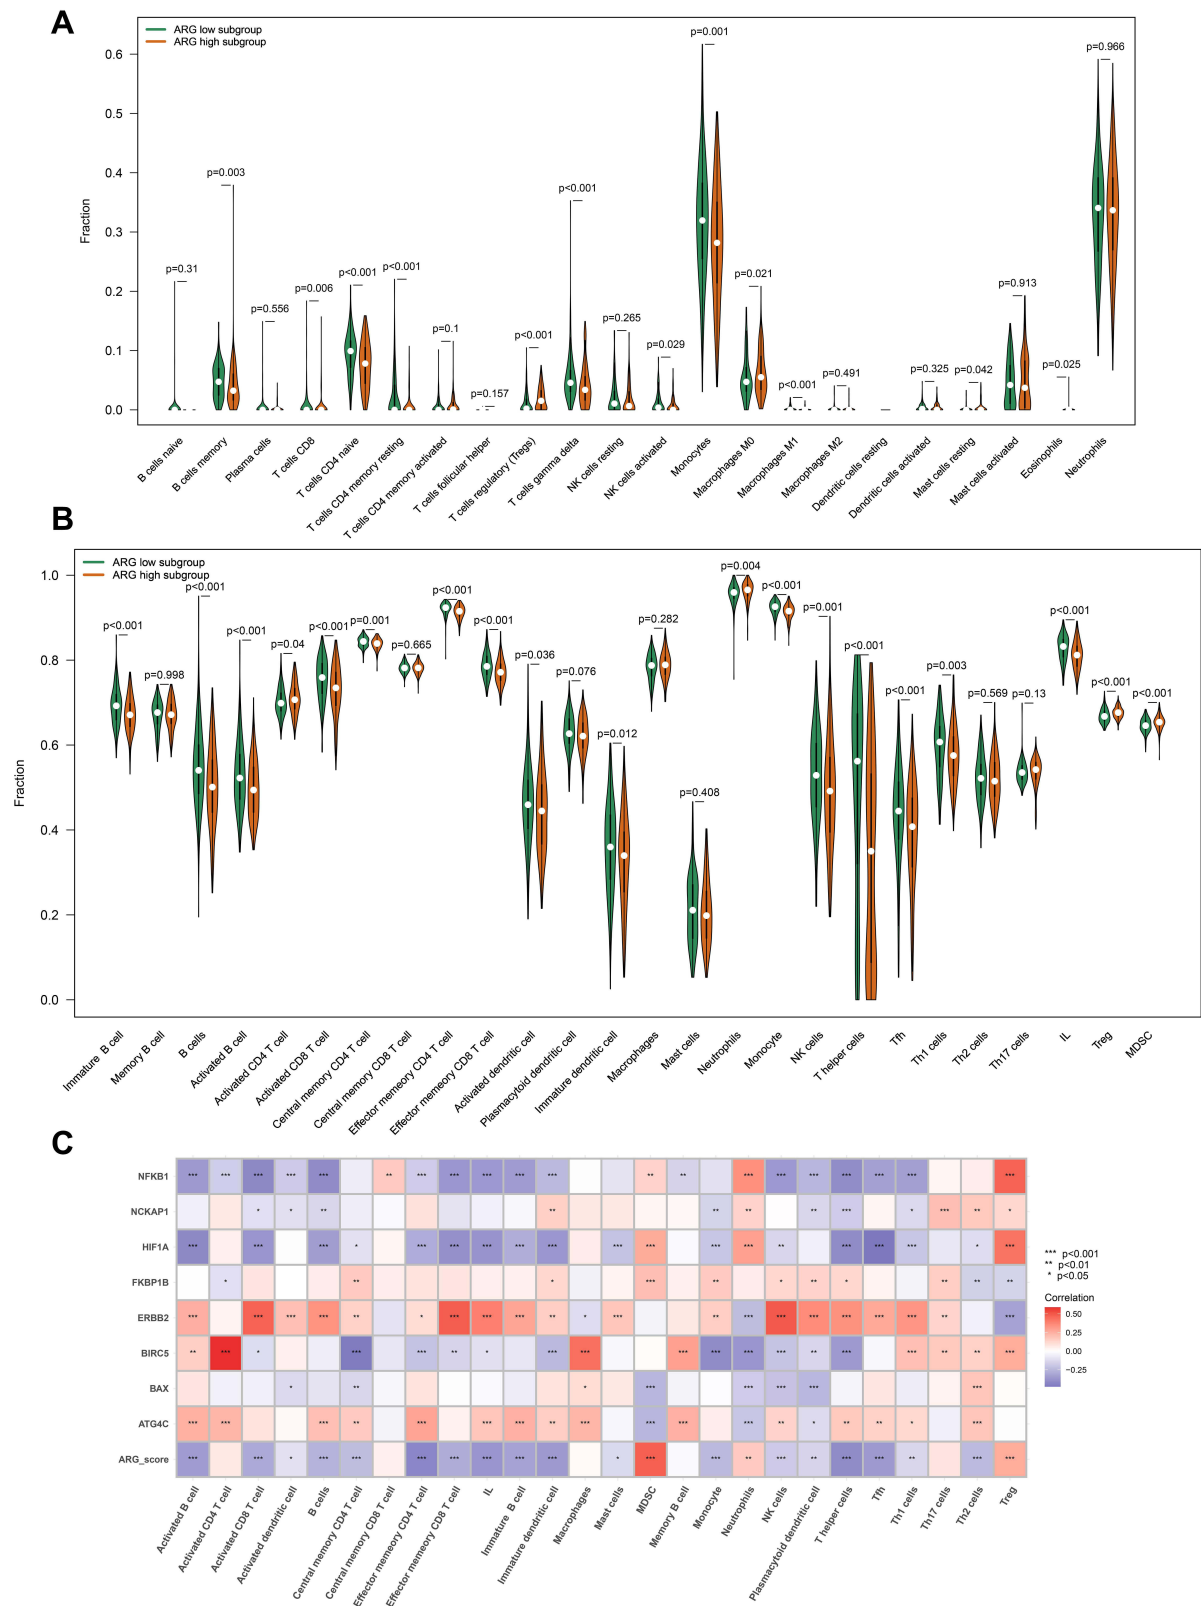 A
ARG low subgroup
ARG high subgroup
Fraction
0.6
0.5
0.4
0.3
0.2
0.1
0.0
p=0.31
p=0.003
p=0.556
p=0.006
p<0.001
p<0.001
p=0.1
p=0.157
p<0.001
p<0.001
p=0.265
p=0.029
p=0.001
p=0.021
p<0.001
p=0.491
p=0.325
p=0.042
p=0.913
p=0.025
p=0.966
B cells naive
B cells memory
Plasma cells
T cells CD8
T cells CD4 naive
T cells CD4 memory resting
T cells CD4 memory activated
T cells follicular helper
T cells regulatory (Tregs)
T cells gamma delta
NK cells resting
NK cells activated
Monocytes
Macrophages M0
Macrophages M1
Macrophages M2
Dendritic cells resting
Dendritic cells activated
Mast cells resting
Mast cells activated
Eosinophils
Neutrophils
B
ARG low subgroup
ARG high subgroup
Fraction
1.0
0.8
0.6
0.4
0.2
0.0
p<0.001
p=0.998
p<0.001
p<0.001
p=0.04
p<0.001
p=0.001
p=0.665
p<0.001
p<0.001
p=0.036
p=0.076
p=0.012
p=0.282
p=0.408
p=0.004
p<0.001
p<0.001
p<0.001
p<0.001
p=0.003
p=0.569
p=0.13
p<0.001
p<0.001
p<0.001
Immature B cell
Memory B cell
B cells
Activated B cell
Activated CD4 T cell
Activated CD8 T cell
Central memory CD4 T cell
Central memory CD8 T cell
Effector memeory CD4 T cell
Effector memeory CD8 T cell
Activated dendritic cell
Plasmacytoid dendritic cell
Immature dendritic cell
Macrophages
Mast cells
Neutrophils
Monocyte
NK cells
T helper cells
Tfh
Th1 cells
Th2 cells
Th17 cells
IL
Treg
MDSC
C
NFKB1 *** *** *** *** *** ** *** *** *** *** *** ** ** *** *** *** *** *** *** ***
NCKAP1 * * ** ** ** ** ** *** * *** ** *
HIF1A *** *** *** * *** *** *** *** *** *** *** *** *** ** *** *** *** * ***
FKBP1B * ** * *** ** * ** * ** ** **
ERBB2 *** *** *** *** ** * *** *** *** ** * *** ** *** *** *** *** *** *** ** ***
BIRC5 ** *** * *** *** ** * *** *** *** *** *** *** ** *** *** ** ***
BAX * ** * *** *** *** *** ***
ATG4C *** *** *** ** *** *** *** ** *** *** *** *** ** * ** ** * ***
ARG_score *** *** * *** *** *** *** *** *** *** * *** *** ** *** ** *** *** ** *** ***
Activated B cell
Activated CD4 T cell
Activated CD8 T cell
Activated dendritic cell
B cells
Central memory CD4 T cell
Central memory CD8 T cell
Effector memeory CD4 T cell
Effector memeory CD8 T cell
IL
Immature B cell
Immature dendritic cell
Macrophages
Mast cells
MDSC
Memory B cell
Monocyte
Neutrophils
NK cells
Plasmacytoid dendritic cell
T helper cells
Tfh
Th1 cells
Th17 cells
Th2 cells
Treg
*** p<0.001
** p<0.01
* p<0.05
Correlation
0.50
0.25
0.00
−0.25